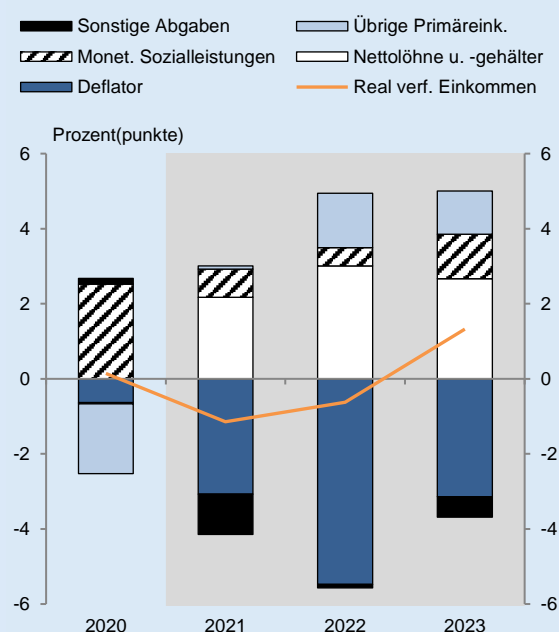 Sonstige Abgaben
Übrige Primäreink.
Monet. Sozialleistungen
Nettolöhne u. -gehälter
Deflator
Real verf. Einkommen
Prozent(punkte)
6 6
4 4
2 2
0 0
-2 -2
-4 -4
-6 -6
2020 2021 2022 2023